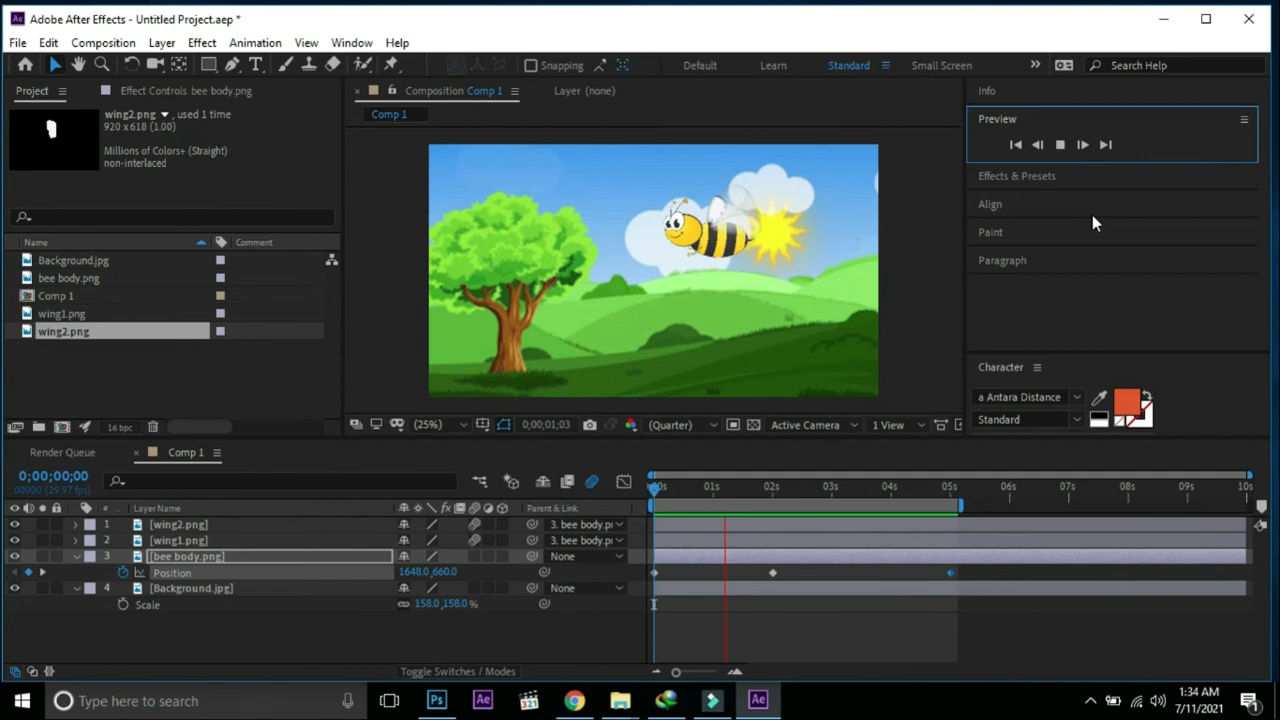 Ae Adobe After Effects - Untitled Project.aep *
File Edit Composition Layer Effect Animation View Window Help
Snapping Default Learn Standard Small Screen Search Help
Project Effect Controls bee body.png Composition Comp 1 Layer (none) Info
wing2.png , used 1 time Comp 1 Preview
920 x 618 (1.00)
Millions of Colors+ (Straight)
non-interlaced
Effects & Presets
Align
Paint
Paragraph
Name Comment
Background.jpg
bee body.png
Comp 1
wing1.png
wing2.png
Character
a Antara Distance
Standard
16 bpc (25%) 0;00;01;03 (Quarter) Active Camera 1 View
Render Queue Comp 1
0;00;00;00
00000 (29.97 fps)
00s 01s 02s 03s 04s 05s 06s 07s 08s 09s 10s
# Layer Name fx Parent & Link
1 [wing2.png] 3. bee body.p
2 [wing1.png] 3. bee body.p
3 [bee body.png] None
Position 1648.0,660.0
4 [Background.jpg] None
Scale 158.0,158.0 %
Toggle Switches / Modes
Type here to search Ps Ae 321 Ae 1:34 AM
7/11/2021 1